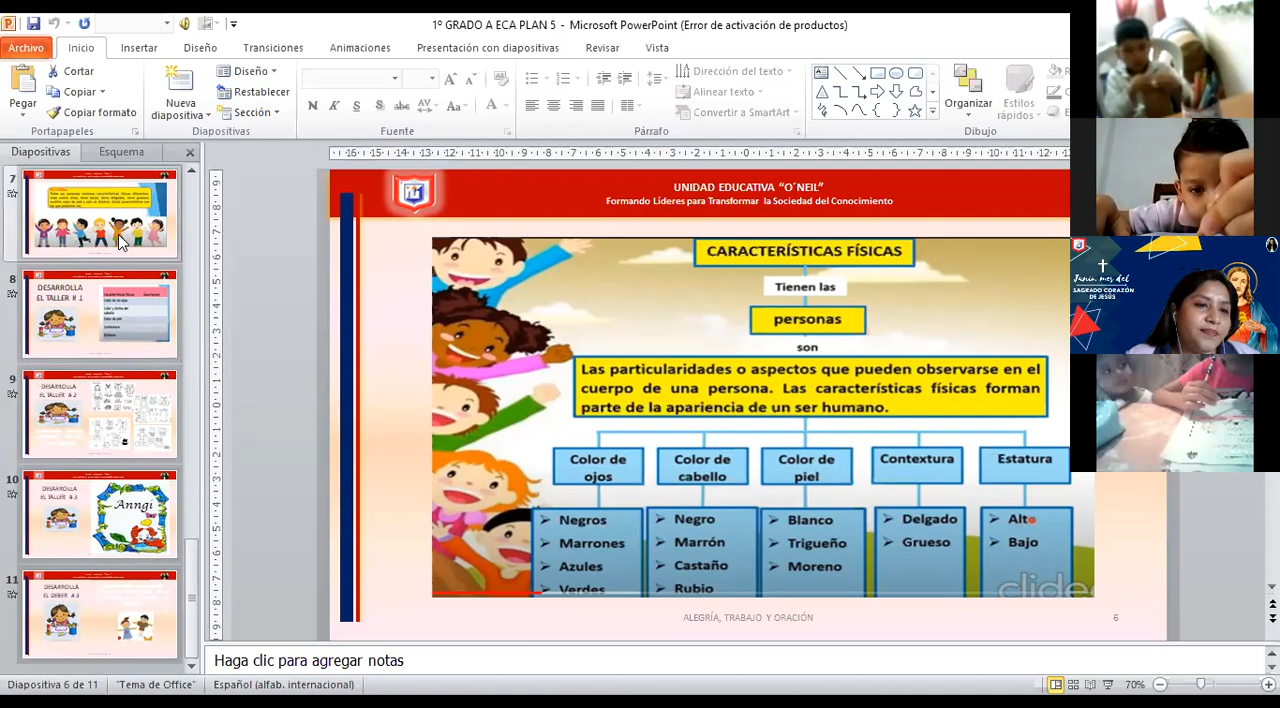 1º GRADO A ECA PLAN 5 - Microsoft PowerPoint (Error de activación de productos)
Archivo Inicio Insertar Diseño Transiciones Animaciones Presentación con diapositivas Revisar Vista
Pegar
Cortar
Copiar
Copiar formato
Portapapeles
Nueva
diapositiva
Diseño
Restablecer
Sección
Diapositivas
Fuente
Dirección del texto
Alinear texto
Convertir a SmartArt
Párrafo
Organizar
Estilos
rápidos
Dibujo
Diapositivas Esquema
7
8
DESARROLLA
EL TALLER # 1
9
DESARROLLA
EL TALLER # 2
10
DESARROLLA
EL TALLER # 3
Anngi
11
DESARROLLA
EL DEBER # 3
UNIDAD EDUCATIVA “O´NEIL”
Formando Líderes para Transformar la Sociedad del Conocimiento
CARACTERÍSTICAS FÍSICAS
Tienen las
personas
son
Las particularidades o aspectos que pueden observarse en el
cuerpo de una persona. Las características físicas forman
parte de la apariencia de un ser humano.
Color de
ojos
Negros
Marrones
Azules
Verdes
Color de
cabello
Negro
Marrón
Castaño
Rubio
Color de
piel
Blanco
Trigueño
Moreno
Contextura
Delgado
Grueso
Estatura
Alto
Bajo
ALEGRÍA, TRABAJO Y ORACIÓN
6
Junio, mes del
SAGRADO CORAZÓN
DE JESÚS
Haga clic para agregar notas
Diapositiva 6 de 11 "Tema de Office" Español (alfab. internacional) 70%